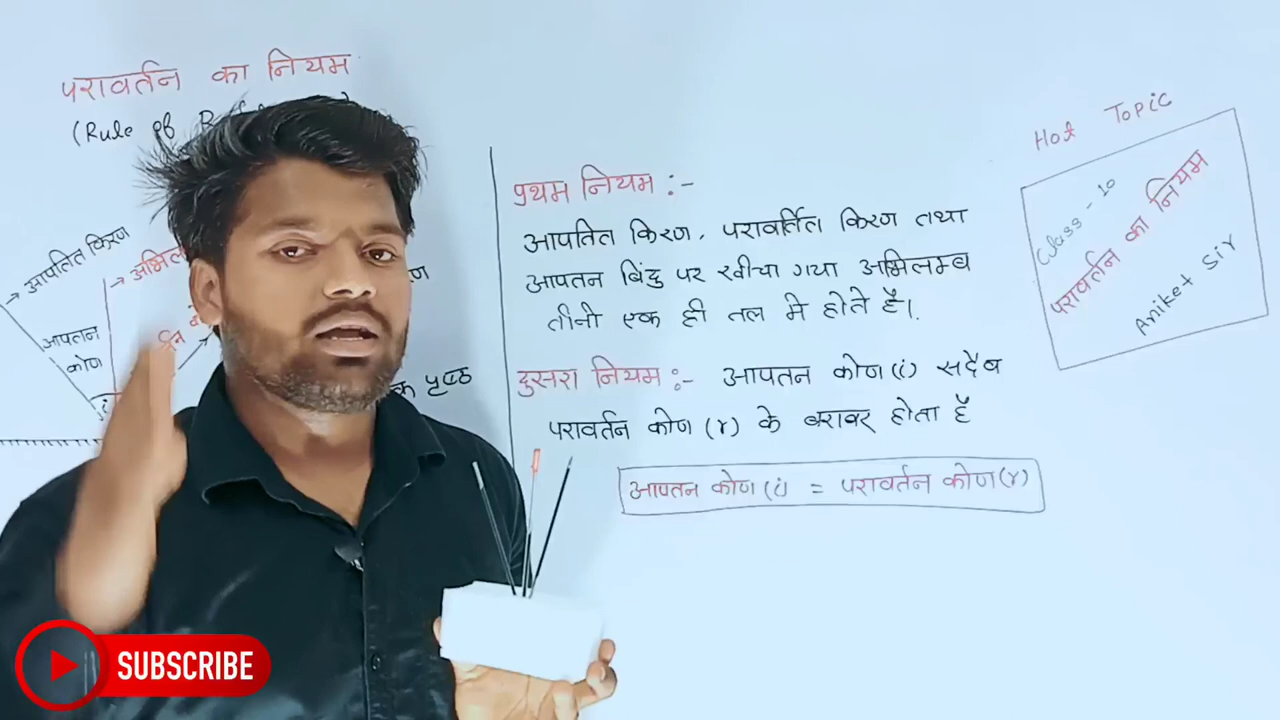 परावर्तन का नियम
(Rule of
आपतित किरण
आपतन
कोण
पृष्ठ
प्रथम नियम :-
आपतित किरण, परावर्तित किरण तथा
आपतन बिंदु पर खीचा गया अभिलम्ब
तीनो एक ही तल मे होते हैं।
दुसरा नियम :- आपतन कोण (i) सदैव
परावर्तन कोण (r) के बरावर होता हैं
आपतन कोण (i) = परावर्तन कोण (r)
Hot Topic
Class - 10
परावर्तन का नियम
Aniket Sir
SUBSCRIBE